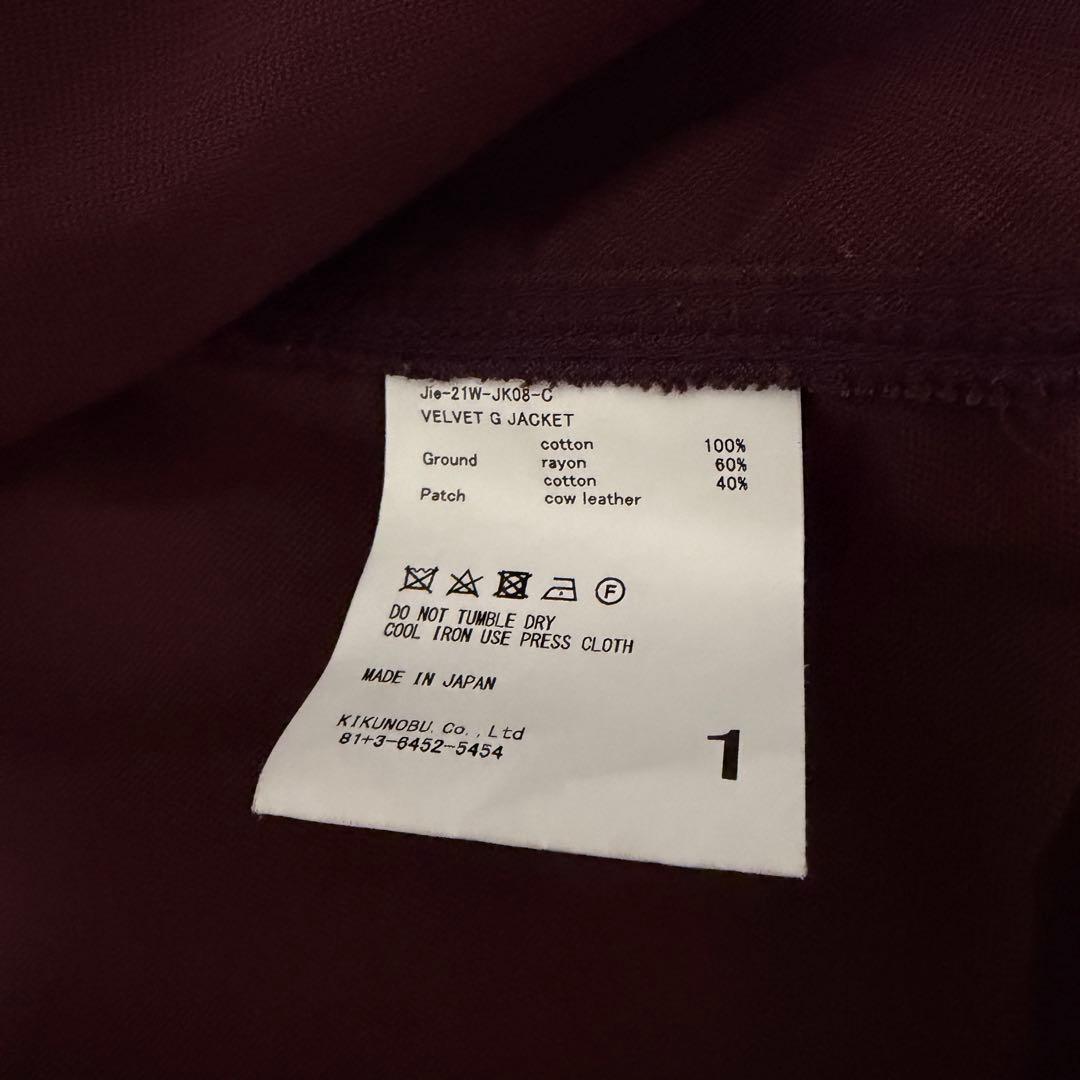 Jie-21W-JK08-C
VELVET G JACKET
cotton 100%
Ground rayon 60%
cotton 40%
Patch cow leather
F
DO NOT TUMBLE DRY
COOL IRON USE PRESS CLOTH
MADE IN JAPAN
KIKUNOBU. Co., Ltd
81+3-6452-5454
1